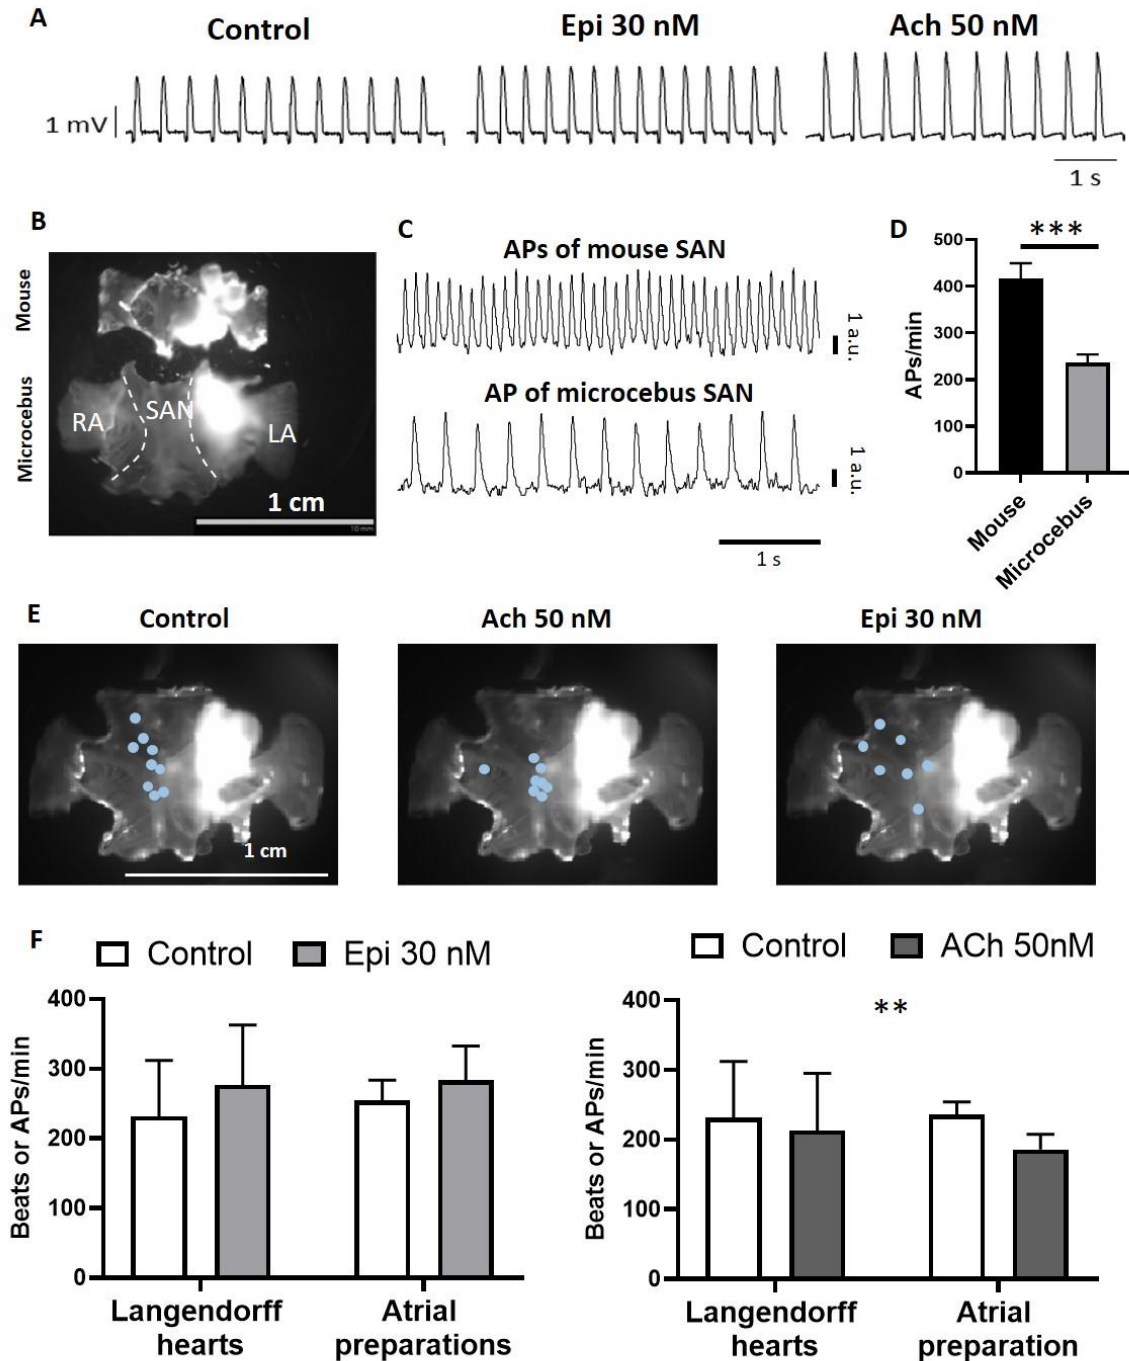 A
Control
Epi 30 nM
Ach 50 nM
1 mV
1 s
B
Mouse
Microcebus
RA
SAN
LA
1 cm
10 mm
C
APs of mouse SAN
1 a.u.
AP of microcebus SAN
1 a.u.
1 s
D
***
APs/min
500
400
300
200
100
0
Mouse
Microcebus
E
Control
Ach 50 nM
Epi 30 nM
1 cm
F
Control
Epi 30 nM
Beats or APs/min
400
300
200
100
0
Langendorff
hearts
Atrial
preparations
Control
ACh 50nM
**
Beats or APs/min
400
300
200
100
0
Langendorff
hearts
Atrial
preparation